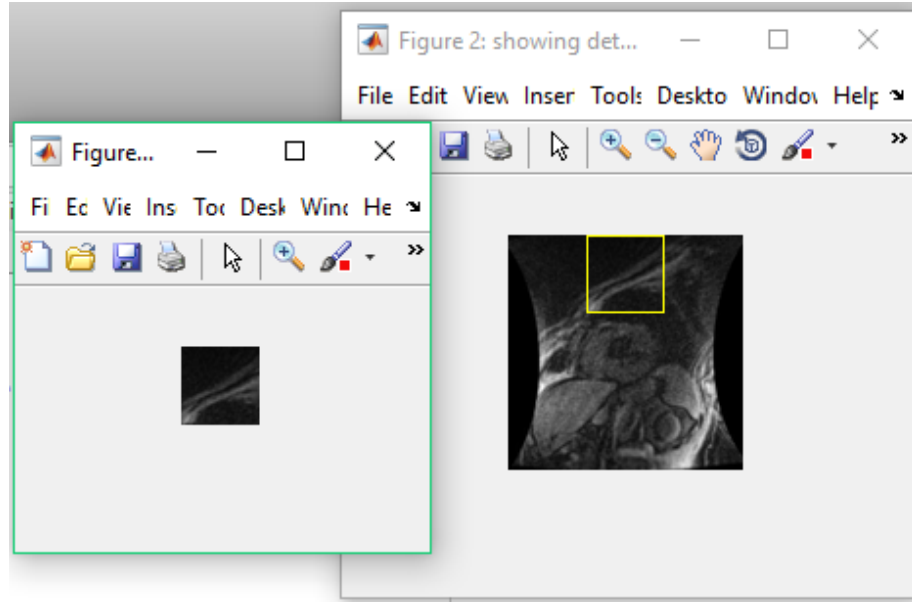 Figure 2: showing det...
File Edit View Inser Tools Deskto Window Help
Figure...
Fi Ec Vie Ins Toc Desk Winc He